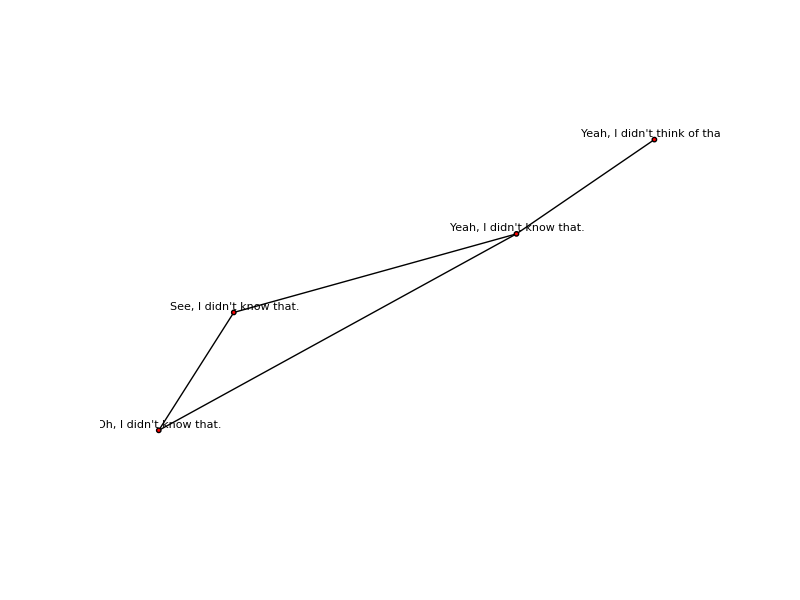 Yeah, I didn't think of tha
Yeah, I didn't know that.
See, I didn't know that.
Oh, I didn't know that.